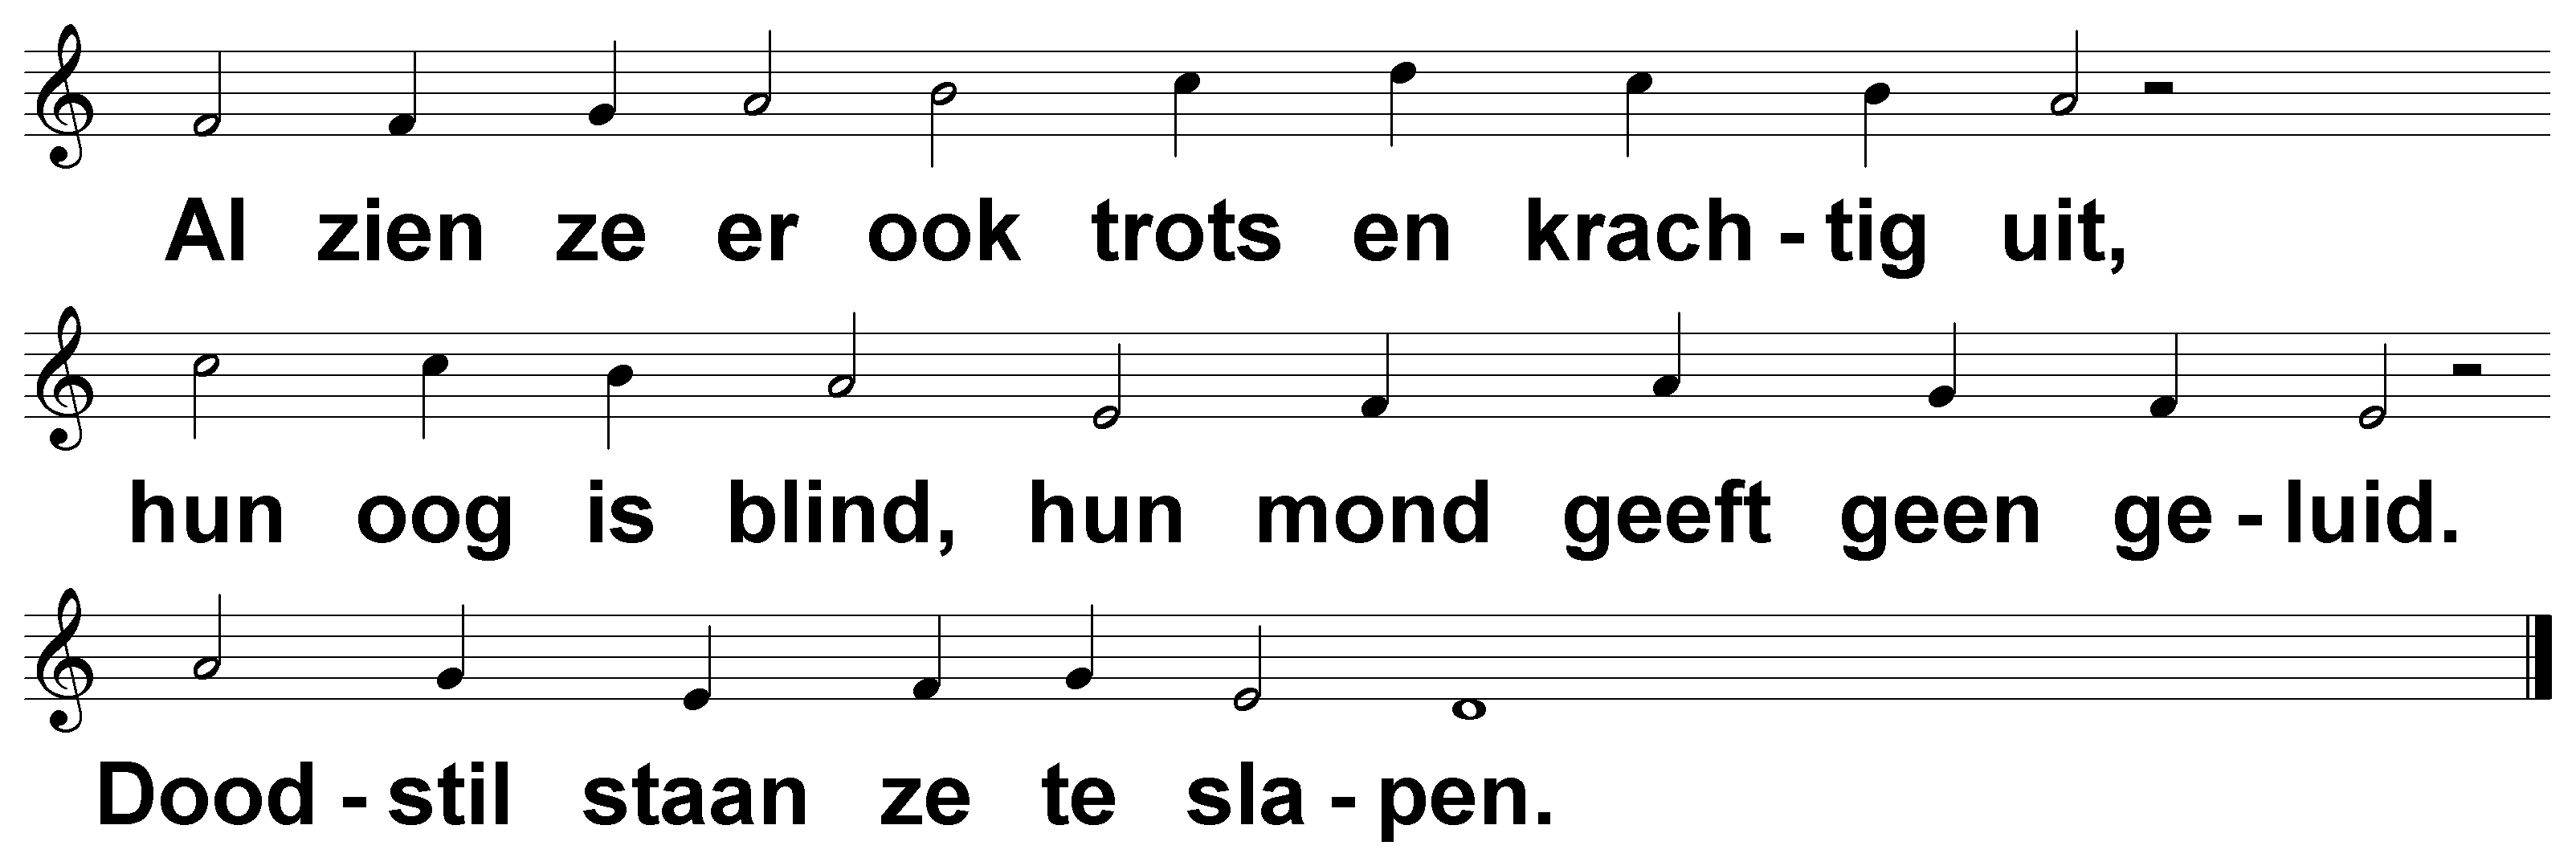 Al zien ze er ook trots en krach - tig uit,
hun oog is blind, hun mond geeft geen ge - luid.
Dood - stil staan ze te sla - pen.